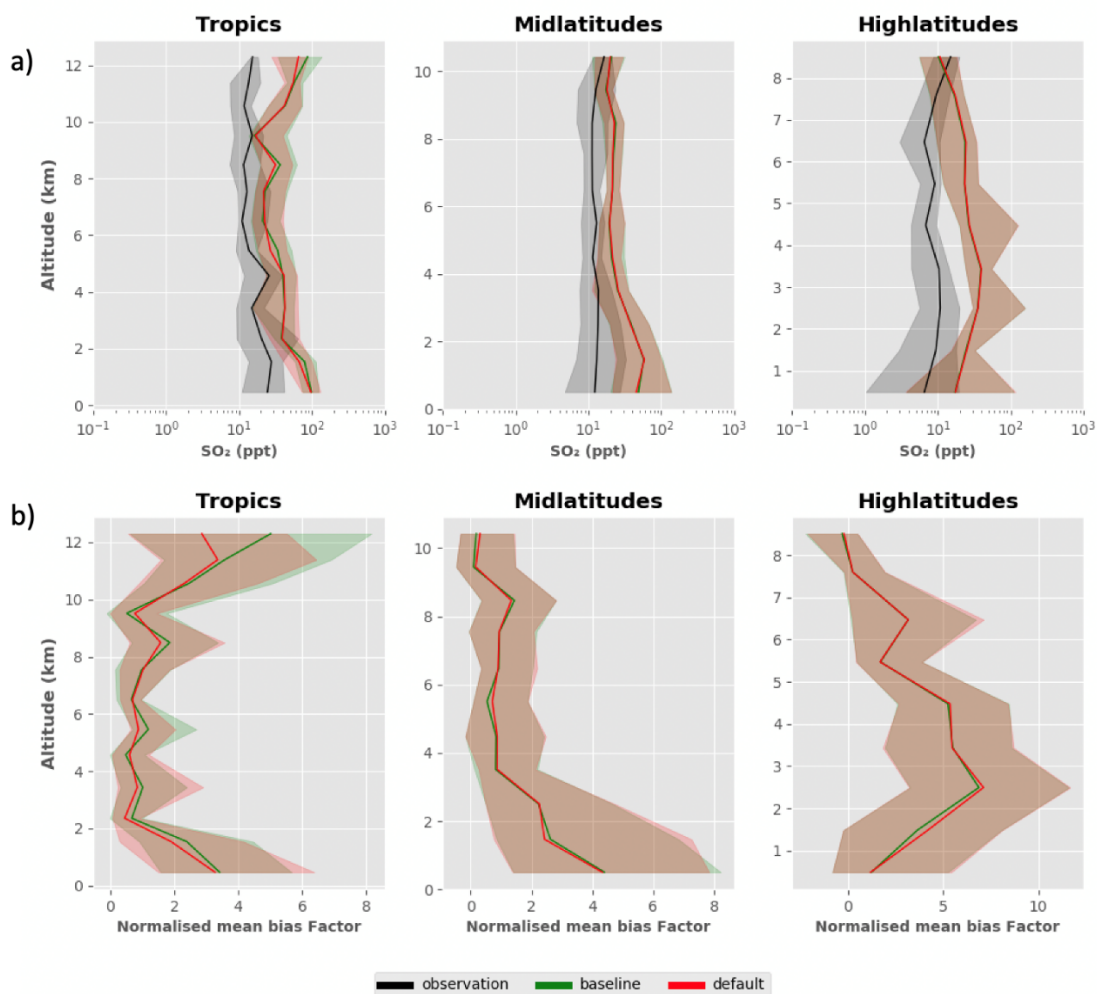 a)
Tropics
Midlatitudes
Highlatitudes
Altitude (km)
12
10
8
6
4
2
0
10
8
6
4
2
0
8
7
6
5
4
3
2
1
10⁻¹ 10⁰ 10¹ 10² 10³
10⁻¹ 10⁰ 10¹ 10² 10³
10⁻¹ 10⁰ 10¹ 10² 10³
SO₂ (ppt)
SO₂ (ppt)
SO₂ (ppt)
b)
Tropics
Midlatitudes
Highlatitudes
Altitude (km)
12
10
8
6
4
2
0
10
8
6
4
2
0
8
7
6
5
4
3
2
1
0 2 4 6 8
0 2 4 6 8
0 5 10
Normalised mean bias Factor
Normalised mean bias Factor
Normalised mean bias Factor
observation baseline default